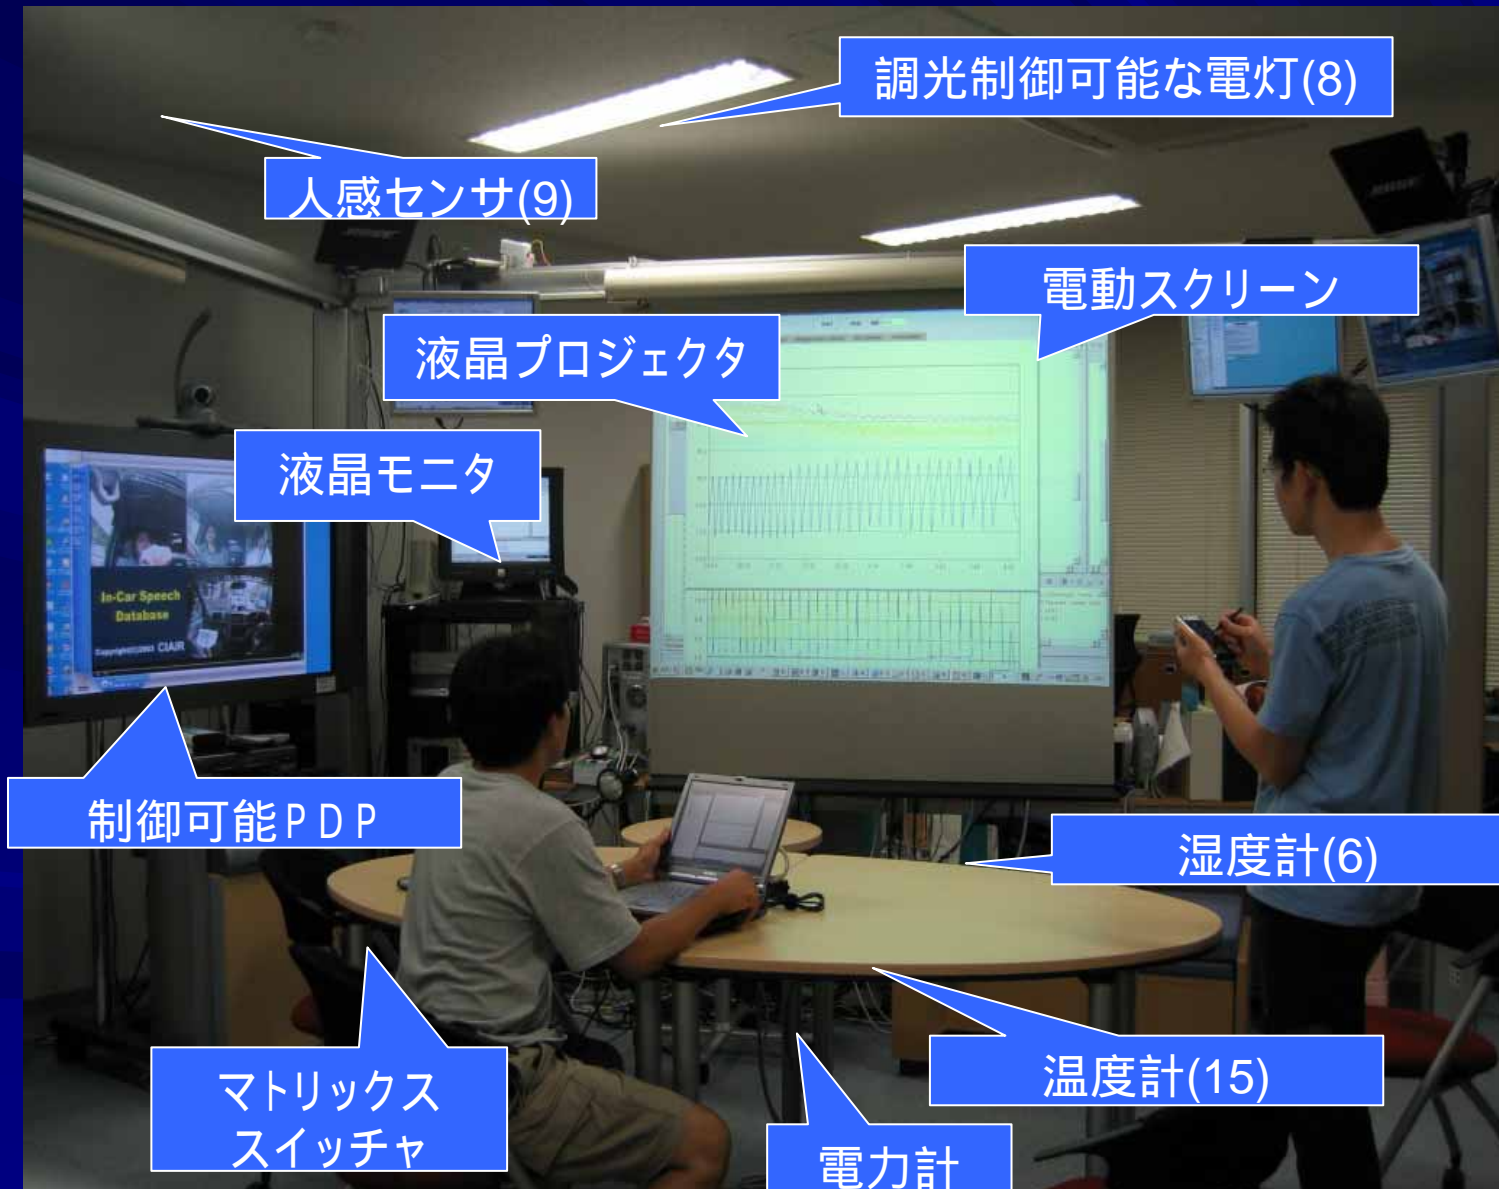 調光制御可能な電灯(8)
人感センサ(9)
電動スクリーン
液晶プロジェクタ
液晶モニタ
In-Car Speech
Database
CIAIR
制御可能PDP
湿度計(6)
温度計(15)
マトリックス
スイッチャ
電力計